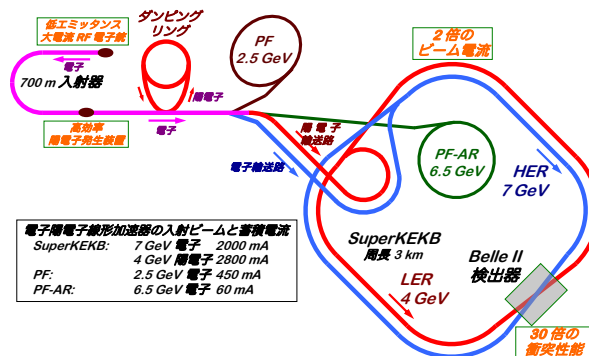 低エミッタンス
大電流 RF 電子銃
電子
700 m 入射器
高効率
陽電子発生装置
電子
ダンピング
リング
陽電子
PF
2.5 GeV
2 倍の
ビーム電流
陽 電 子
輸送路
電子輸送路
PF-AR
6.5 GeV
HER
7 GeV
電子陽電子線形加速器の入射ビームと蓄積電流
SuperKEKB: 7 GeV 電子 2000 mA
4 GeV 陽電子 2800 mA
PF: 2.5 GeV 電子 450 mA
PF-AR: 6.5 GeV 電子 60 mA
SuperKEKB
周長 3 km
LER
4 GeV
Belle II
検出器
30 倍の
衝突性能